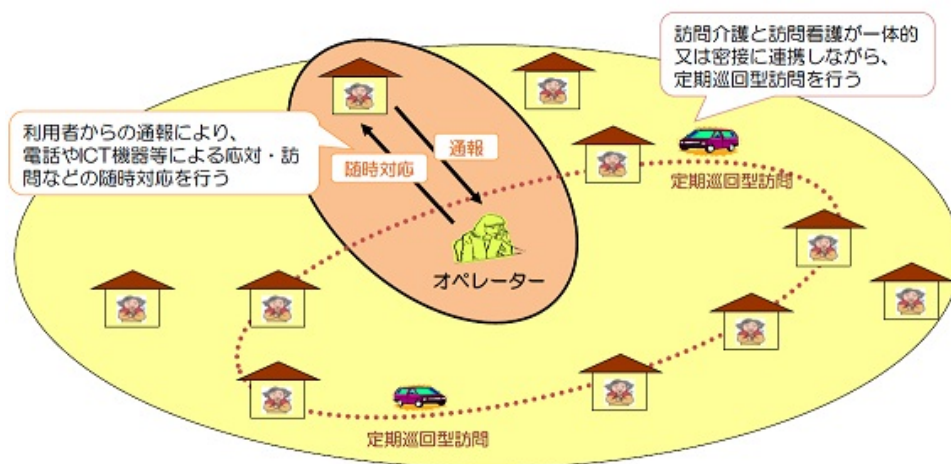 訪問介護と訪問看護が一体的
又は密接に連携しながら、
定期巡回型訪問を行う
利用者からの通報により、
電話やICT機器等による応対・訪
問などの随時対応を行う
通報
随時対応
定期巡回型訪問
オペレーター
定期巡回型訪問